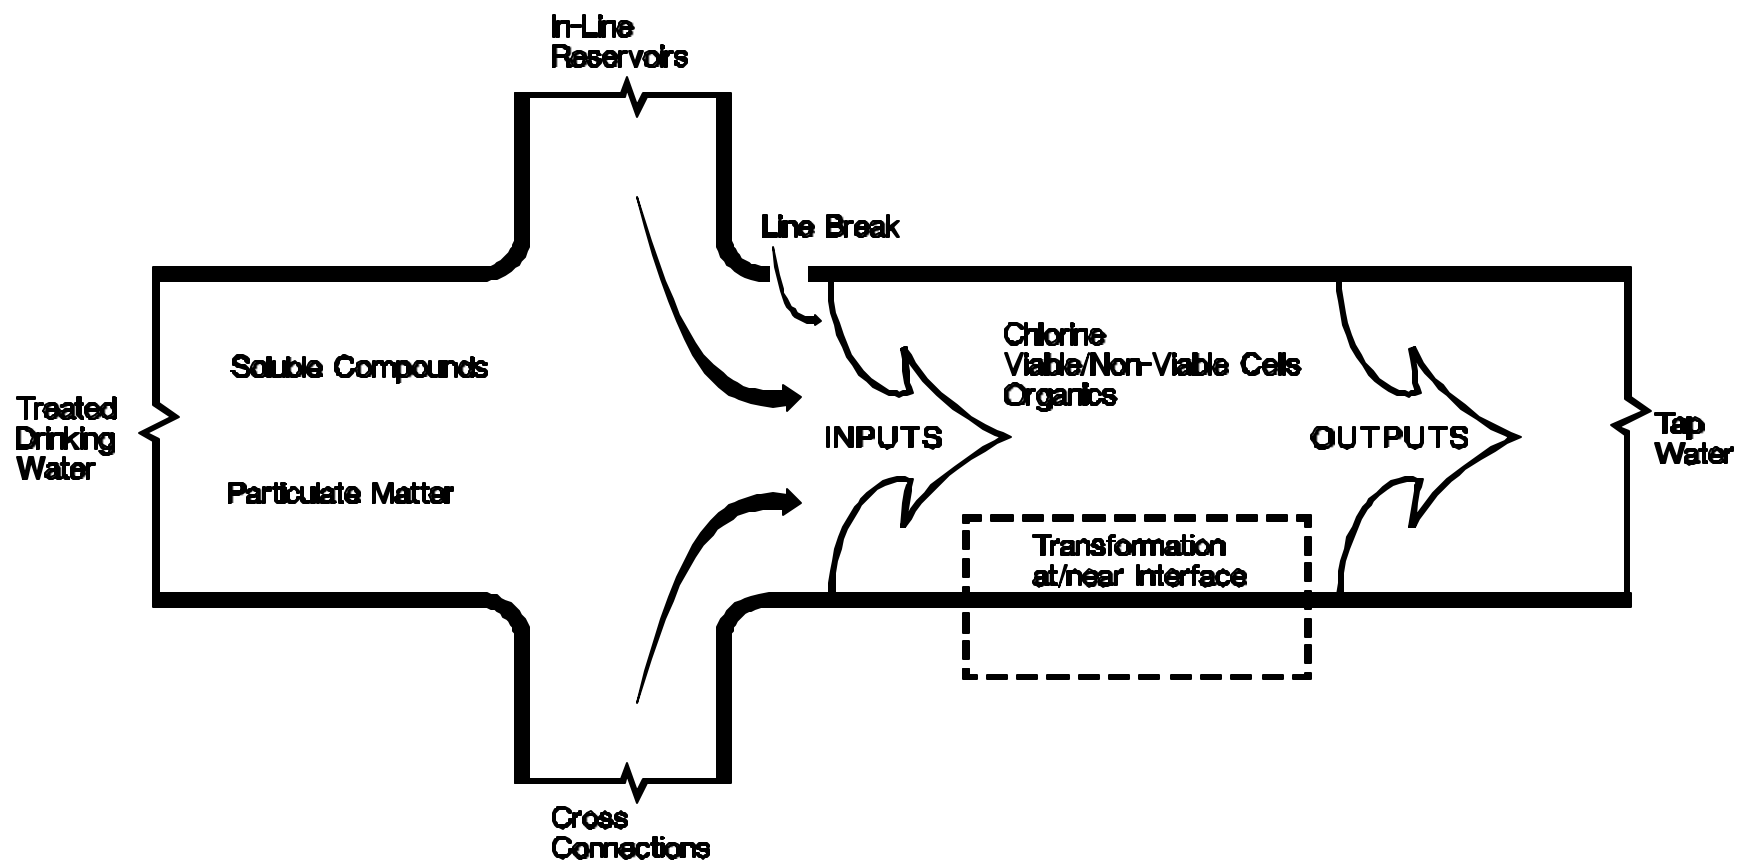 In-Line
Reservoirs
Line Break
Soluble Compounds
Chlorine
Viable/Non-Viable Cells
Organics
Treated
Drinking
Water
INPUTS
OUTPUTS
Tap
Water
Particulate Matter
Transformation
at/near Interface
Cross
Connections